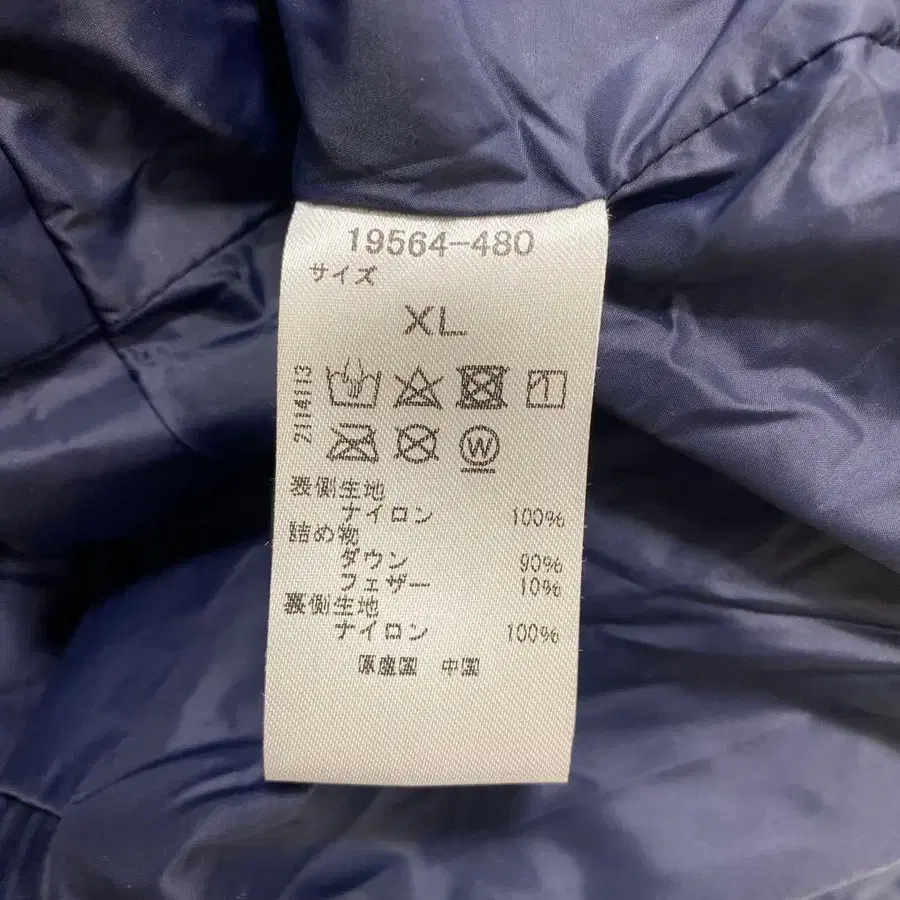 19564-480
サイズ
XL
2114113
W
表側生地
ナイロン 100%
詰め物
ダウン 90%
フェザー 10%
裏側生地
ナイロン 100%
原産国 中国